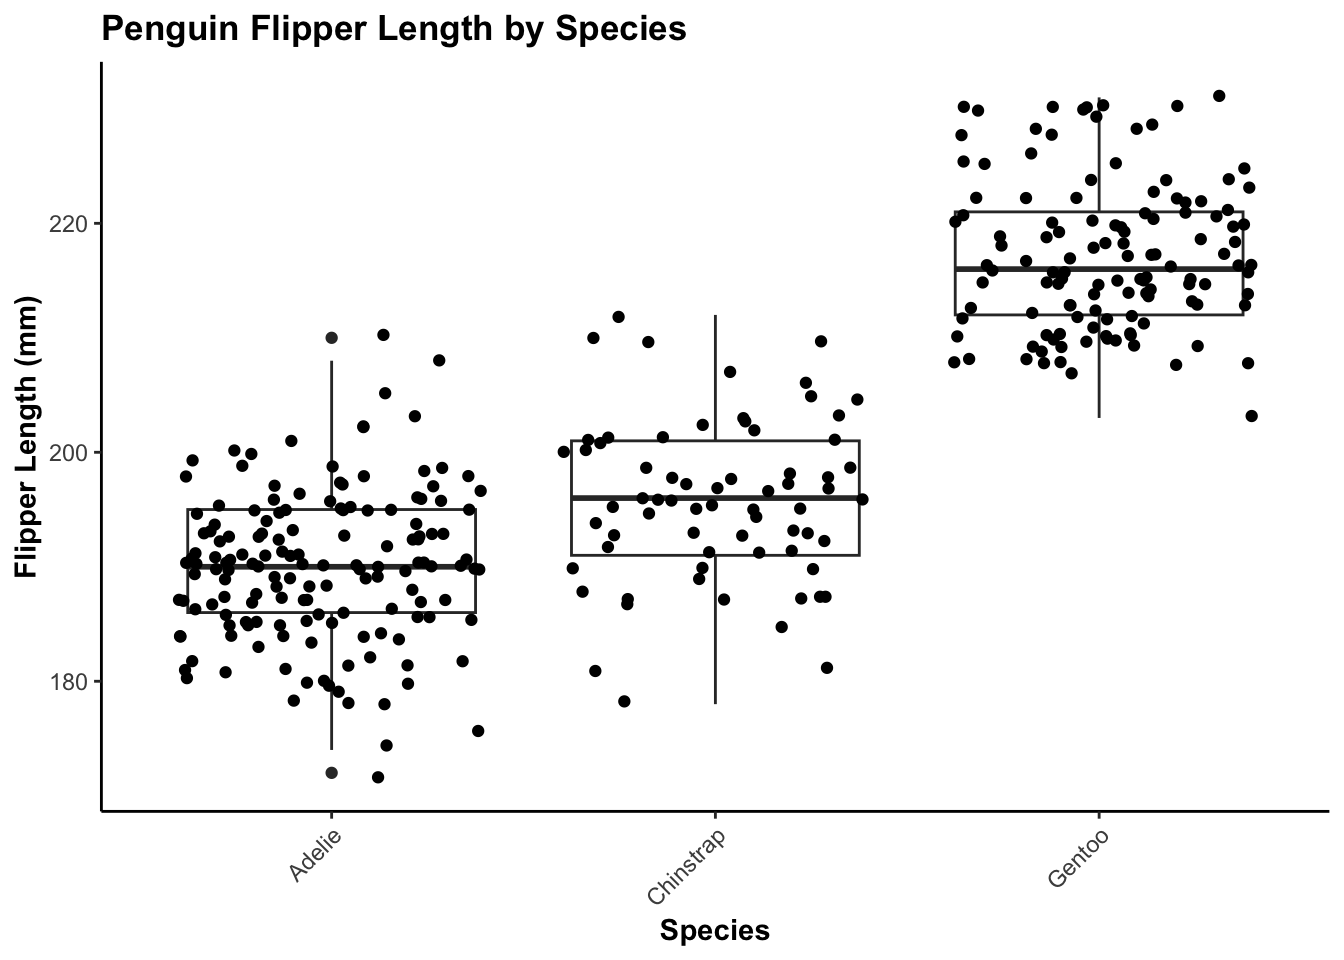 Penguin Flipper Length by Species
Flipper Length (mm)
220
200
180
Adelie
Chinstrap
Gentoo
Species